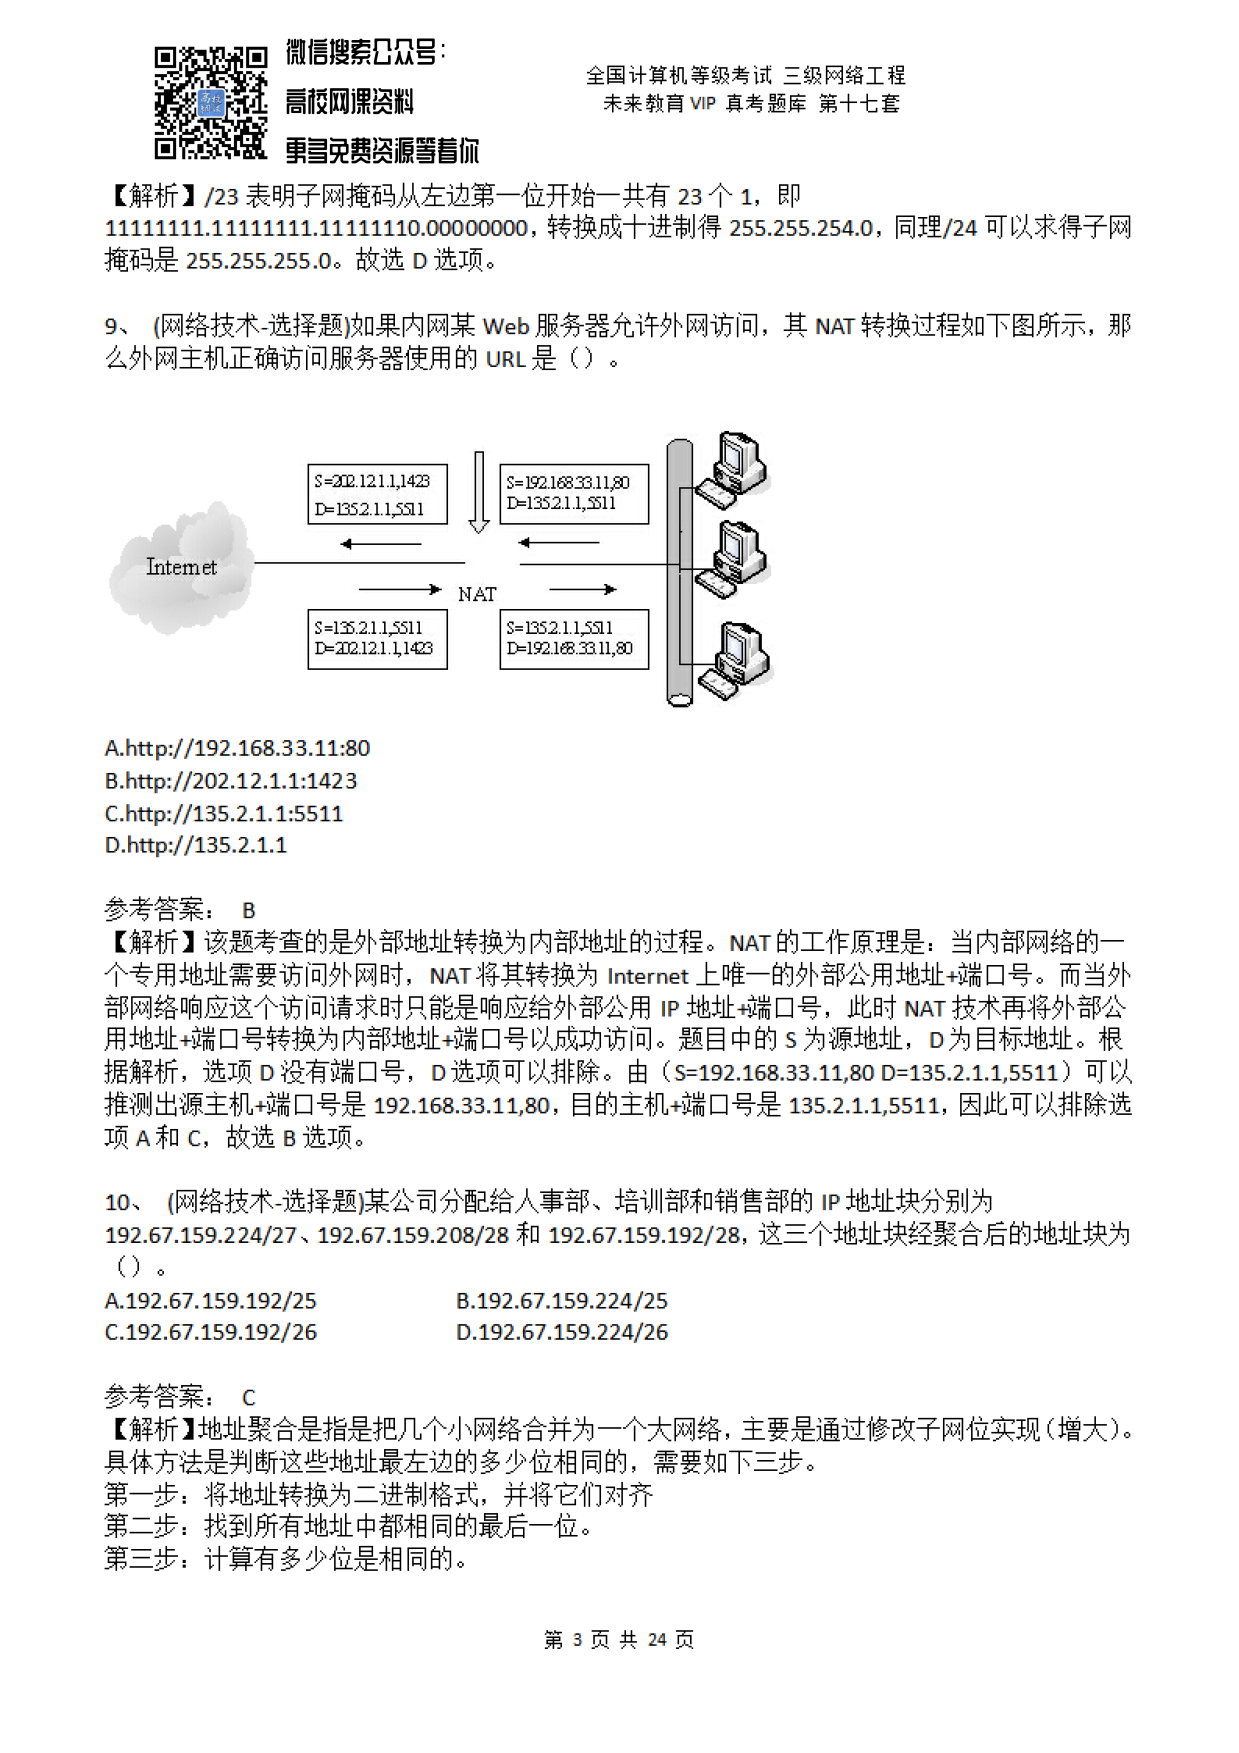 微信搜索公众号：
高校网课资料
更多免费资源等着你
全国计算机等级考试 三级网络工程
未来教育 VIP 真考题库 第十七套
【解析】/23 表明子网掩码从左边第一位开始一共有 23 个 1，即
11111111.11111111.11111110.00000000，转换成十进制得 255.255.254.0，同理/24 可以求得子网
掩码是 255.255.255.0。故选 D 选项。
9、 (网络技术-选择题)如果内网某 Web 服务器允许外网访问，其 NAT 转换过程如下图所示，那
么外网主机正确访问服务器使用的 URL 是（）。
S=202.12.1.1,1423
D=135.2.1.1,5511
S=192.168.33.11,80
D=135.2.1.1,5511
Internet
NAT
S=135.2.1.1,5511
D=202.12.1.1,1423
S=135.2.1.1,5511
D=192.168.33.11,80
A.http://192.168.33.11:80
B.http://202.12.1.1:1423
C.http://135.2.1.1:5511
D.http://135.2.1.1
参考答案： B
【解析】该题考查的是外部地址转换为内部地址的过程。NAT 的工作原理是：当内部网络的一
个专用地址需要访问外网时，NAT 将其转换为 Internet 上唯一的外部公用地址+端口号。而当外
部网络响应这个访问请求时只能是响应给外部公用 IP 地址+端口号，此时 NAT 技术再将外部公
用地址+端口号转换为内部地址+端口号以成功访问。题目中的 S 为源地址，D 为目标地址。根
据解析，选项 D 没有端口号，D 选项可以排除。由（S=192.168.33.11,80 D=135.2.1.1,5511）可以
推测出源主机+端口号是 192.168.33.11,80，目的主机+端口号是 135.2.1.1,5511，因此可以排除选
项 A 和 C，故选 B 选项。
10、 (网络技术-选择题)某公司分配给人事部、培训部和销售部的 IP 地址块分别为
192.67.159.224/27、192.67.159.208/28 和 192.67.159.192/28，这三个地址块经聚合后的地址块为
（）。
A.192.67.159.192/25 B.192.67.159.224/25
C.192.67.159.192/26 D.192.67.159.224/26
参考答案： C
【解析】地址聚合是指是把几个小网络合并为一个大网络，主要是通过修改子网位实现（增大）。
具体方法是判断这些地址最左边的多少位相同的，需要如下三步。
第一步：将地址转换为二进制格式，并将它们对齐
第二步：找到所有地址中都相同的最后一位。
第三步：计算有多少位是相同的。
第 3 页 共 24 页